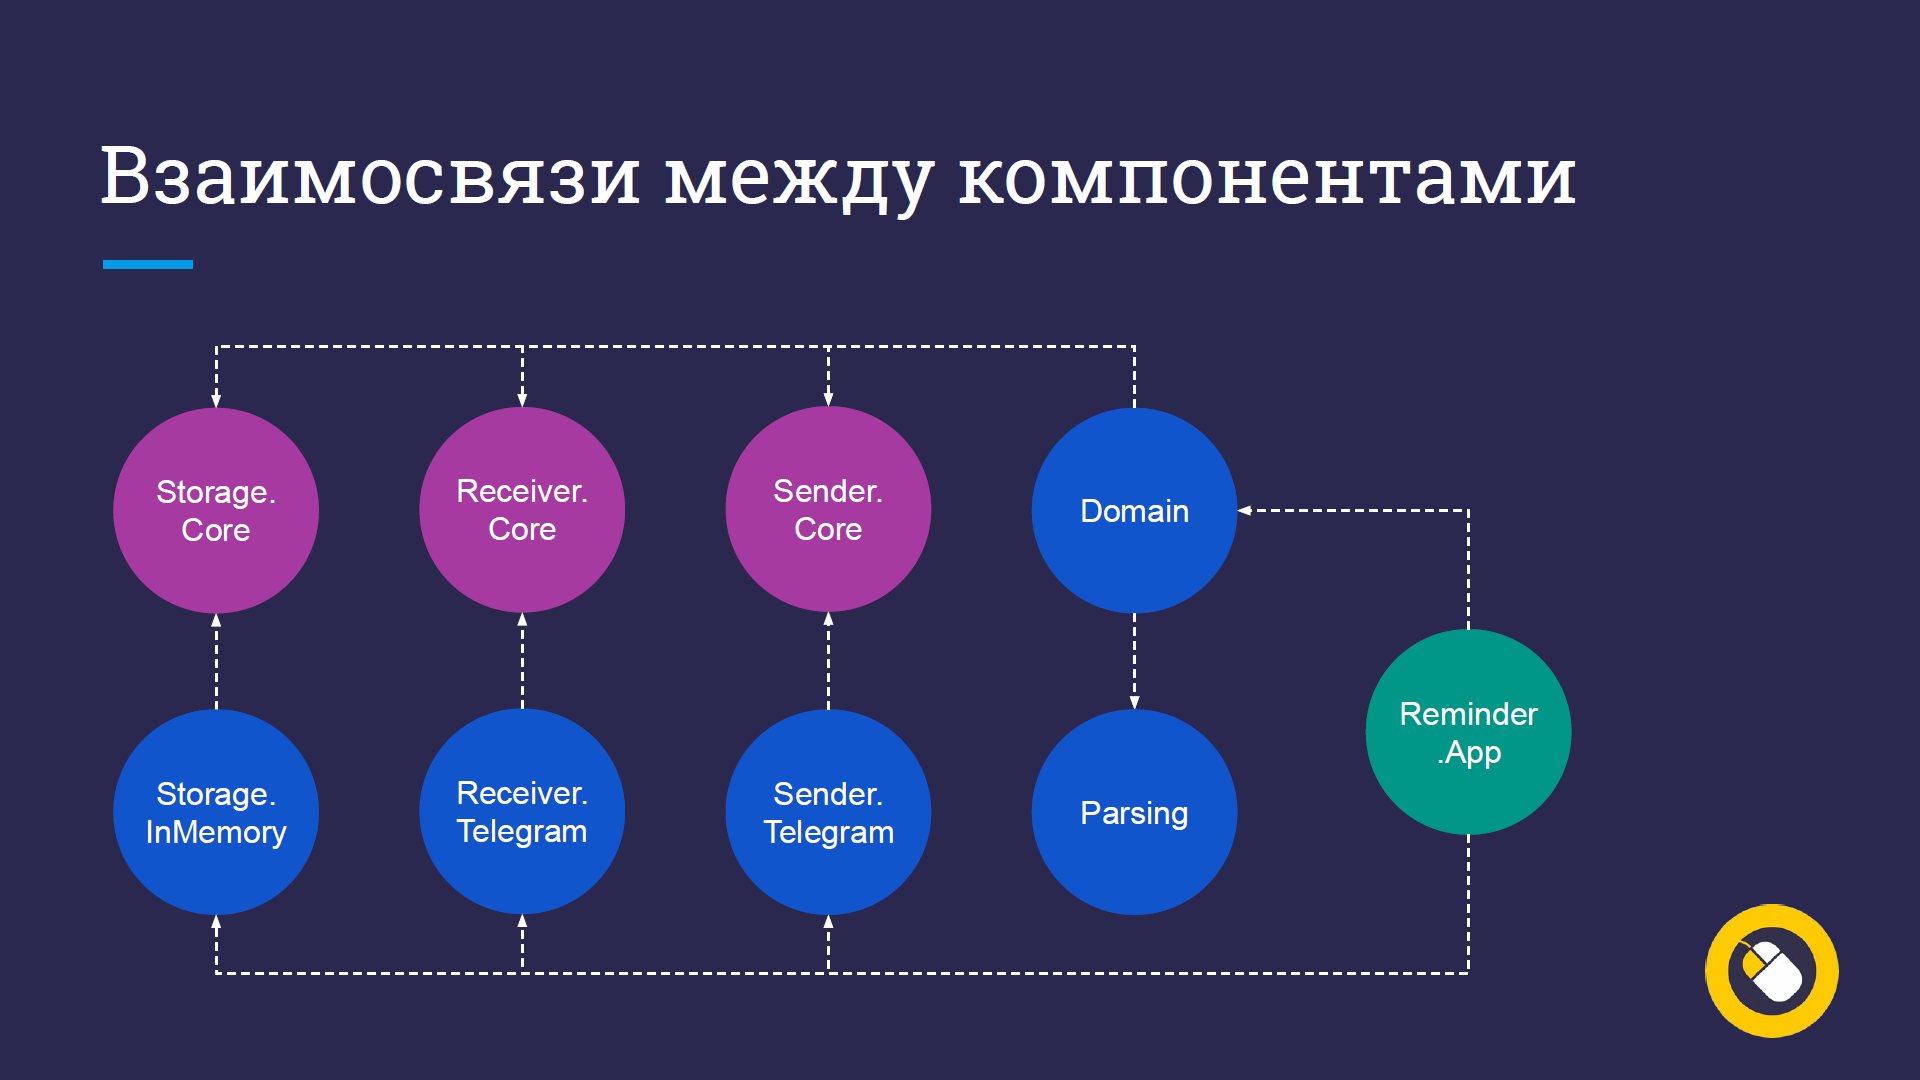 Взаимосвязи между компонентами
Storage.
Core
Receiver.
Core
Sender.
Core
Domain
Storage.
InMemory
Receiver.
Telegram
Sender.
Telegram
Parsing
Reminder
.App